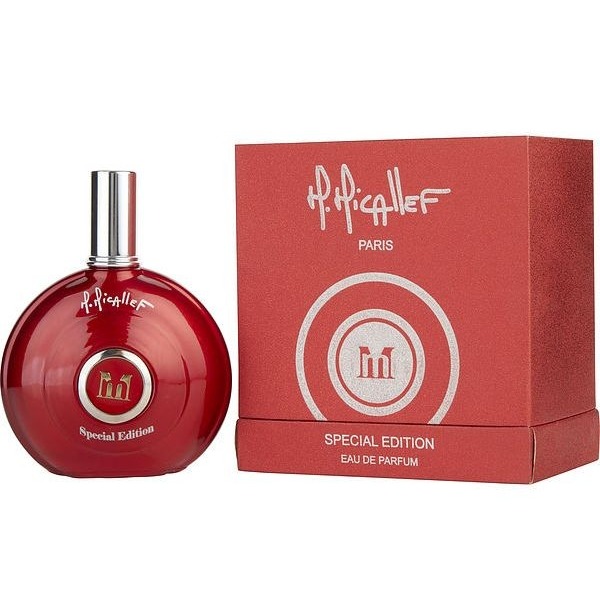 M.Micallef
Special Edition
M.Micallef
PARIS
SPECIAL EDITION
EAU DE PARFUM